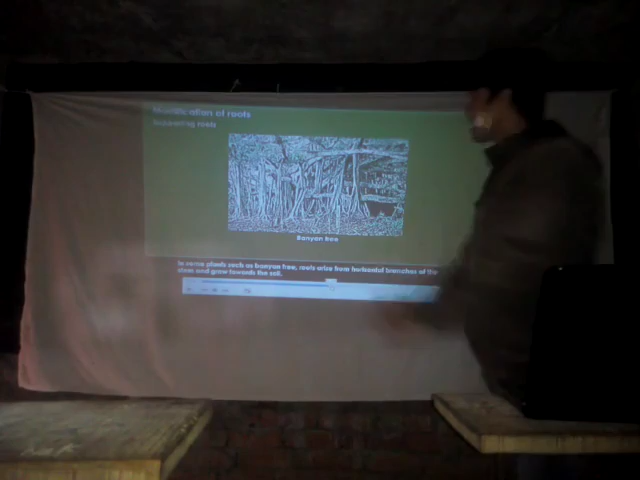 Modification of roots
Supporting roots
Banyan tree
In some plants such as banyan tree, roots arise from horizontal branches of the
stem and grow towards the soil.